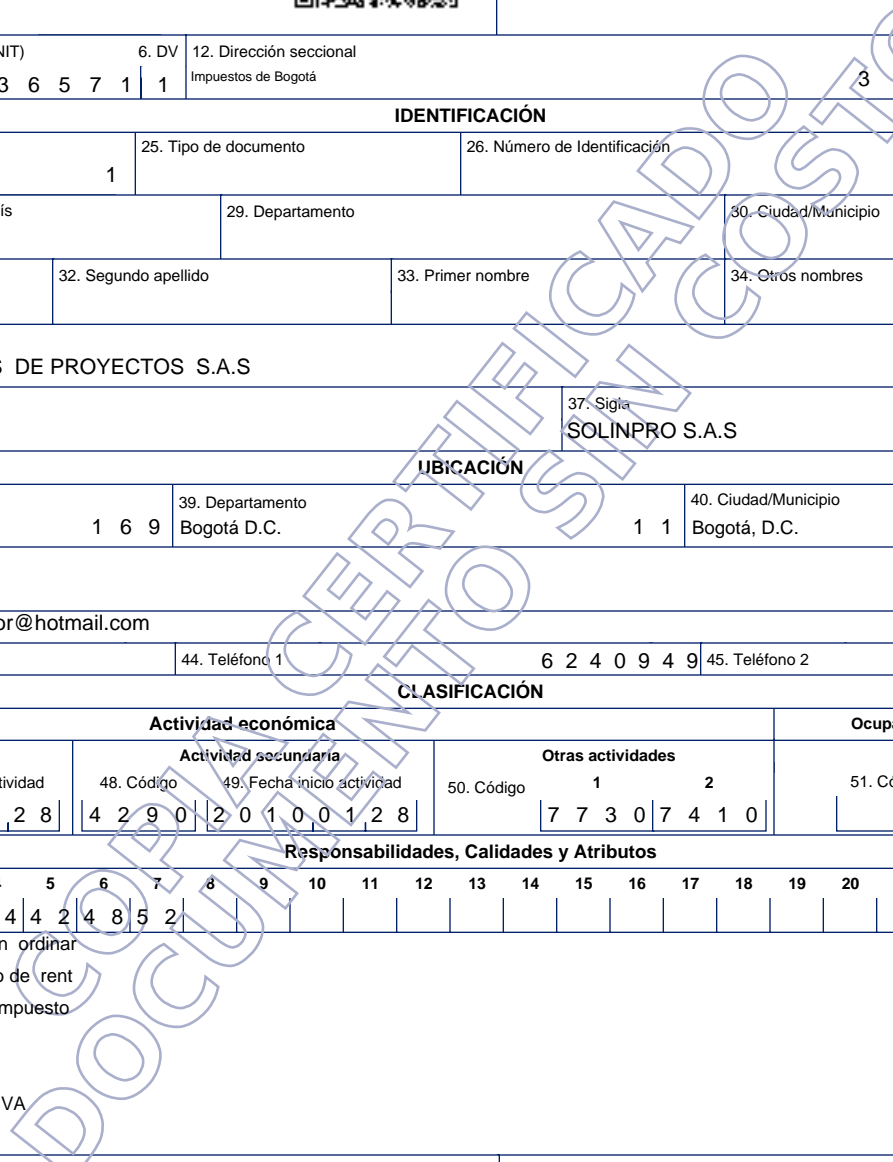 NIT) 6. DV 12. Dirección seccional
3 6 5 7 1 1 1 Impuestos de Bogotá 3
IDENTIFICACIÓN
25. Tipo de documento 26. Número de Identificación
1
ís 29. Departamento 30. Ciudad/Municipio
32. Segundo apellido 33. Primer nombre 34. Otros nombres
S DE PROYECTOS S.A.S
37. Sigla
SOLINPRO S.A.S
UBICACIÓN
39. Departamento 40. Ciudad/Municipio
1 6 9 Bogotá D.C. 1 1 Bogotá, D.C.
or@hotmail.com
44. Teléfono 1 6 2 4 0 9 4 9 45. Teléfono 2
CLASIFICACIÓN
Actividad económica Ocupa
Actividad secundaria Otras actividades
tividad 48. Código 49. Fecha inicio actividad 50. Código 1 2 51. Có
2 8 4 2 9 0 2 0 1 0 0 1 2 8 7 7 3 0 7 4 1 0
Responsabilidades, Calidades y Atributos
5 6 7 8 9 10 11 12 13 14 15 16 17 18 19 20
4 4 2 4 8 5 2
n ordinar
o de rent
mpuesto
VA
COPIA CERTIFICADO
DOCUMENTO SIN COSTO